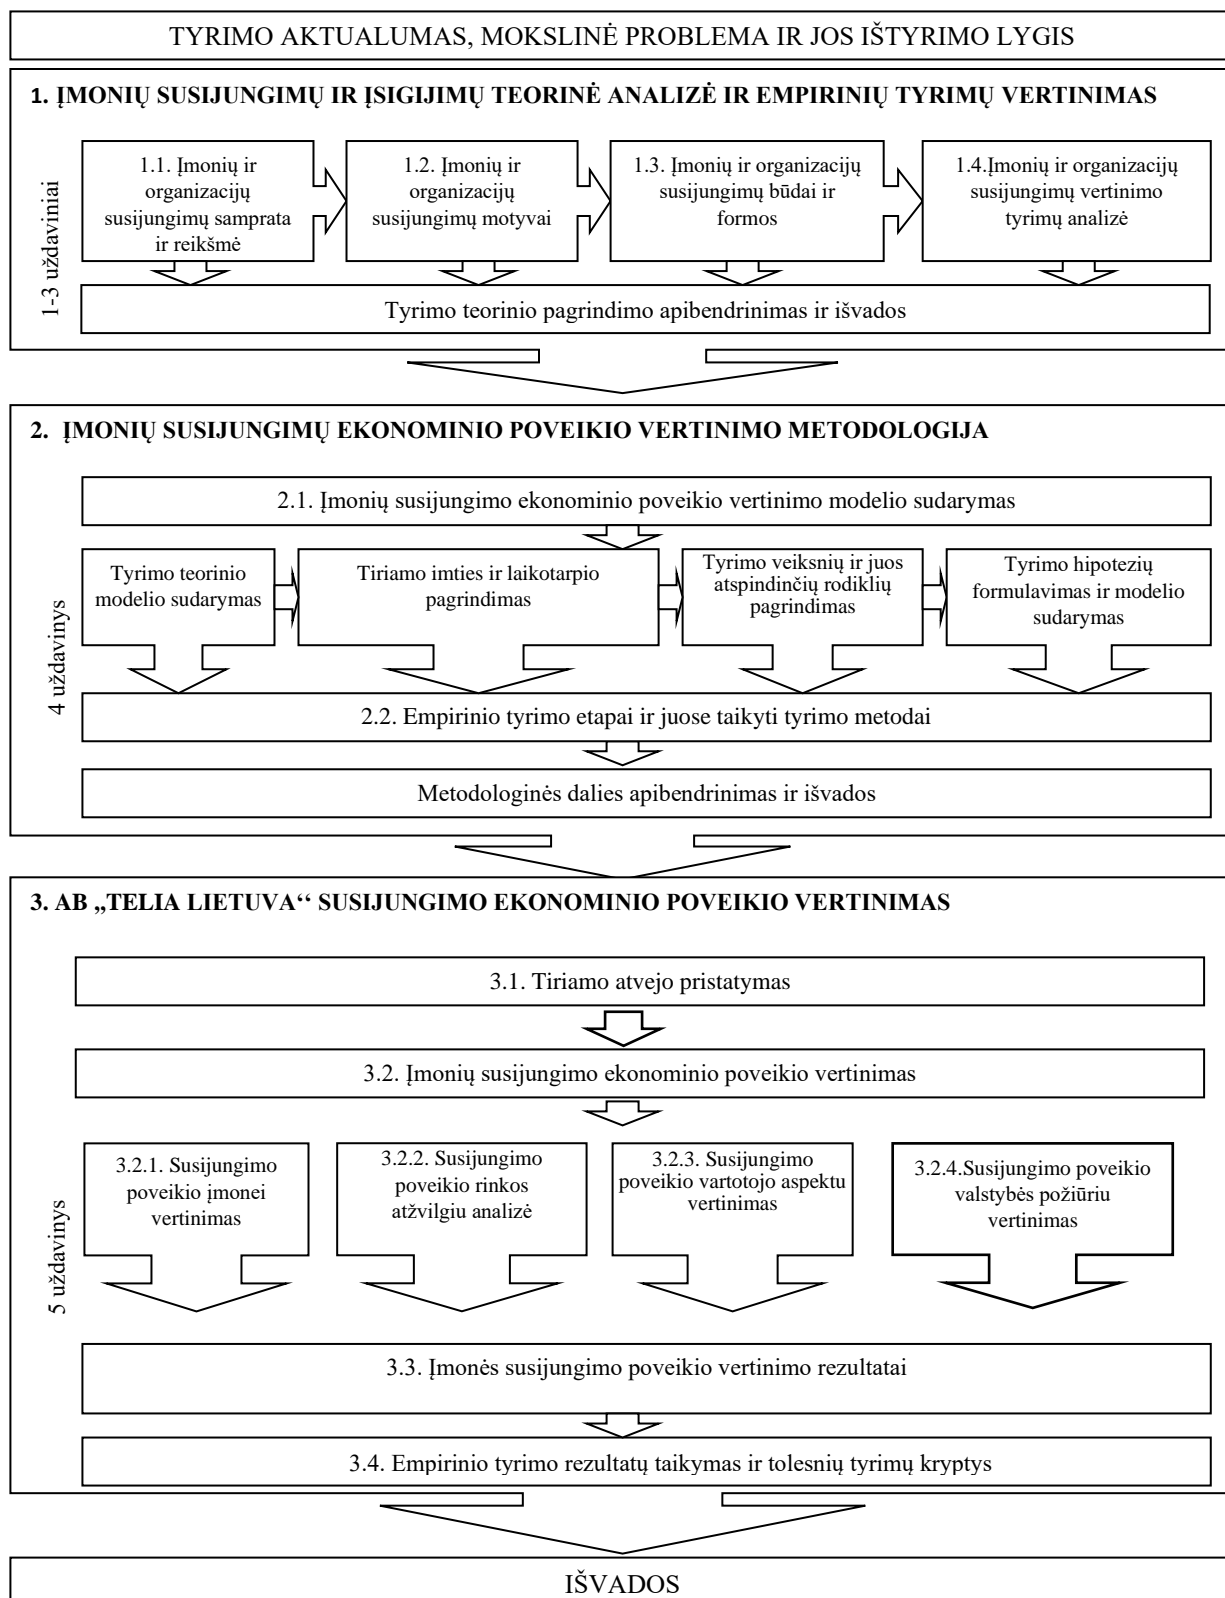 TYRIMO AKTUALUMAS, MOKSLINĖ PROBLEMA IR JOS IŠTYRIMO LYGIS
1. ĮMONIŲ SUSIJUNGIMŲ IR ĮSIGIJIMŲ TEORINĖ ANALIZĖ IR EMPIRINIŲ TYRIMŲ VERTINIMAS
1-3 uždaviniai
1.1. Įmonių ir
organizacijų
susijungimų samprata
ir reikšmė
1.2. Įmonių ir
organizacijų
susijungimų motyvai
1.3. Įmonių ir organizacijų
susijungimų būdai ir
formos
1.4.Įmonių ir organizacijų
susijungimų vertinimo
tyrimų analizė
Tyrimo teorinio pagrindimo apibendrinimas ir išvados
2. ĮMONIŲ SUSIJUNGIMŲ EKONOMINIO POVEIKIO VERTINIMO METODOLOGIJA
4 uždavinys
2.1. Įmonių susijungimo ekonominio poveikio vertinimo modelio sudarymas
Tyrimo teorinio
modelio sudarymas
Tiriamo imties ir laikotarpio
pagrindimas
Tyrimo veiksnių ir juos
atspindinčių rodiklių
pagrindimas
Tyrimo hipotezių
formulavimas ir modelio
sudarymas
2.2. Empirinio tyrimo etapai ir juose taikyti tyrimo metodai
Metodologinės dalies apibendrinimas ir išvados
3. AB „TELIA LIETUVA‘‘ SUSIJUNGIMO EKONOMINIO POVEIKIO VERTINIMAS
5 uždavinys
3.1. Tiriamo atvejo pristatymas
3.2. Įmonių susijungimo ekonominio poveikio vertinimas
3.2.1. Susijungimo
poveikio įmonei
vertinimas
3.2.2. Susijungimo
poveikio rinkos
atžvilgiu analizė
3.2.3. Susijungimo
poveikio vartotojo aspektu
vertinimas
3.2.4.Susijungimo poveikio
valstybės požiūriu
vertinimas
3.3. Įmonės susijungimo poveikio vertinimo rezultatai
3.4. Empirinio tyrimo rezultatų taikymas ir tolesnių tyrimų kryptys
IŠVADOS